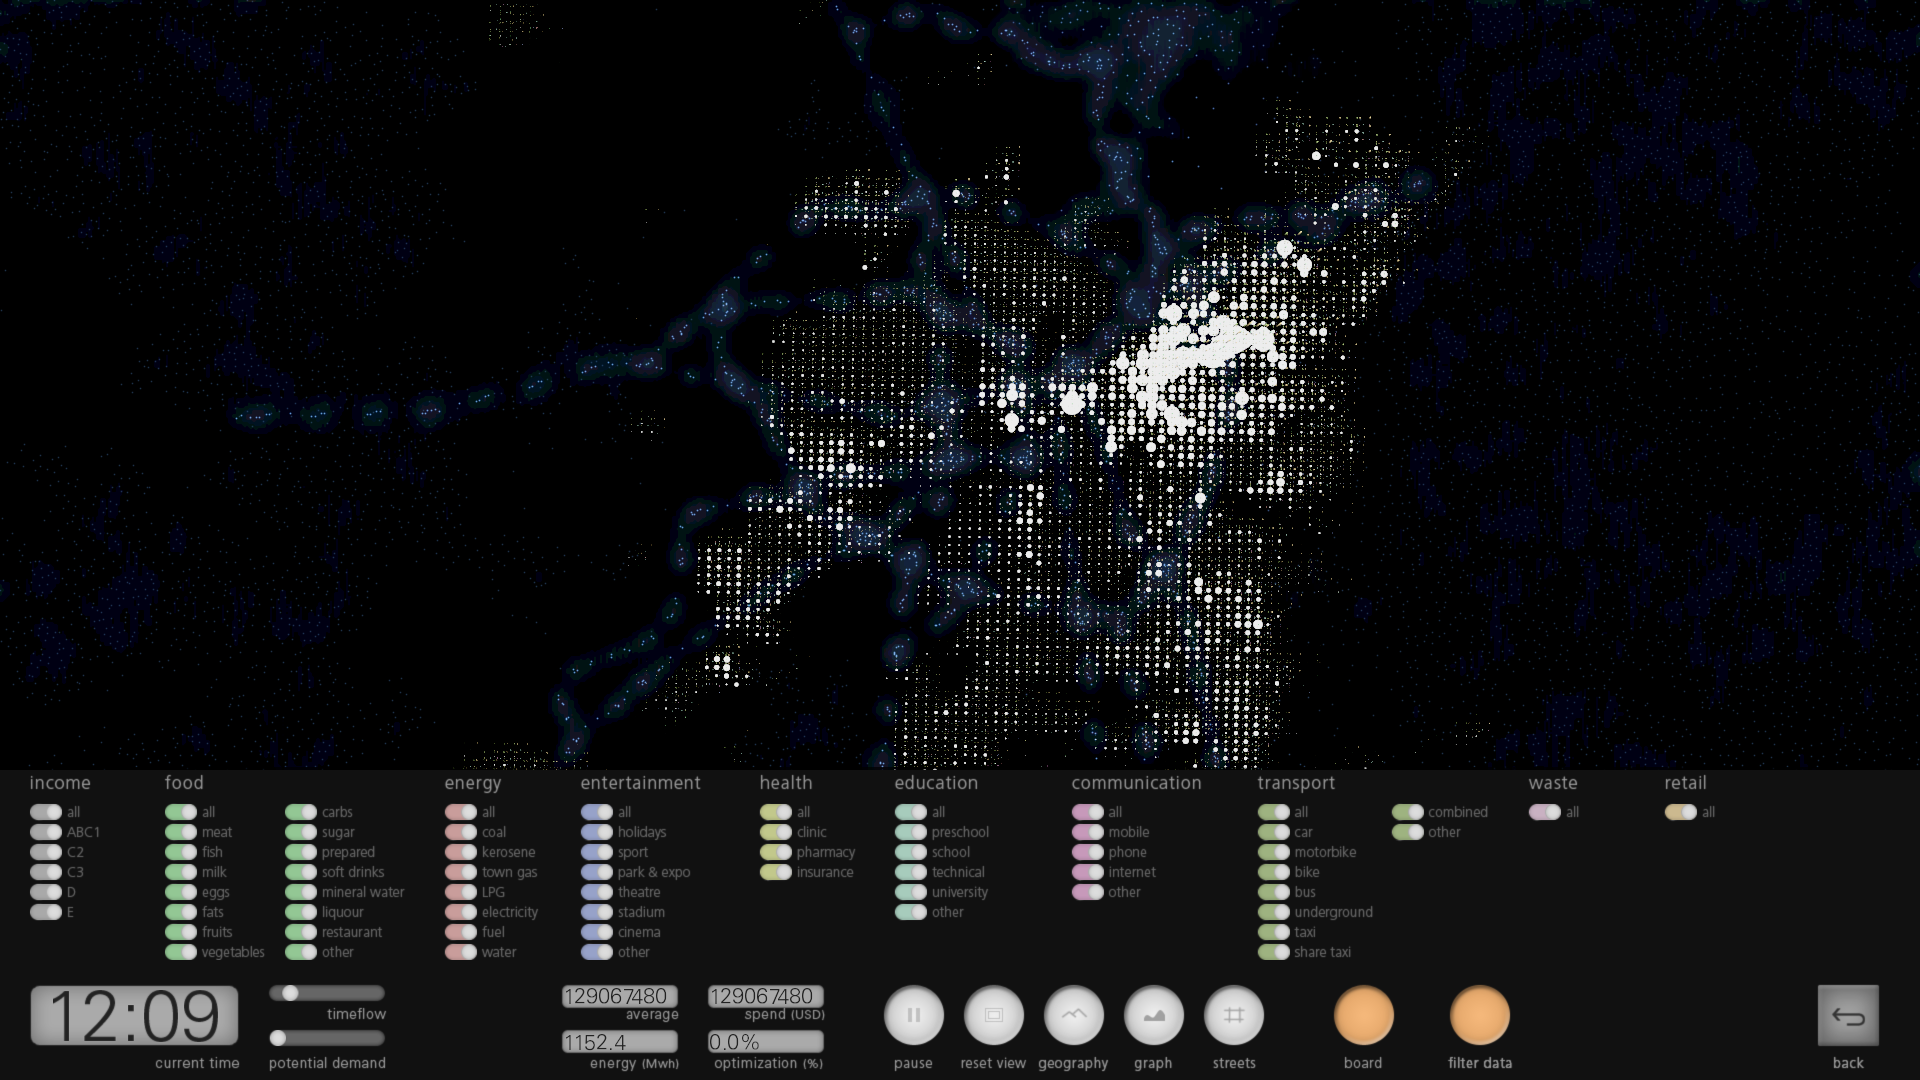 income food energy entertainment health education communication transport waste retail
all all carbs all all all all all all combined all all
ABC1 meat sugar coal holidays clinic preschool mobile car other
C2 fish prepared kerosene sport pharmacy school phone motorbike
C3 milk soft drinks town gas park & expo insurance technical internet bike
D eggs mineral water LPG theatre university other bus
E fats liquour electricity stadium other underground
fruits restaurant fuel cinema taxi
vegetables other water other share taxi
12:09 129067480 129067480
timeflow average spend (USD)
1152.4 0.0%
current time potential demand energy (Mwh) optimization (%) pause reset view geography graph streets board filter data back